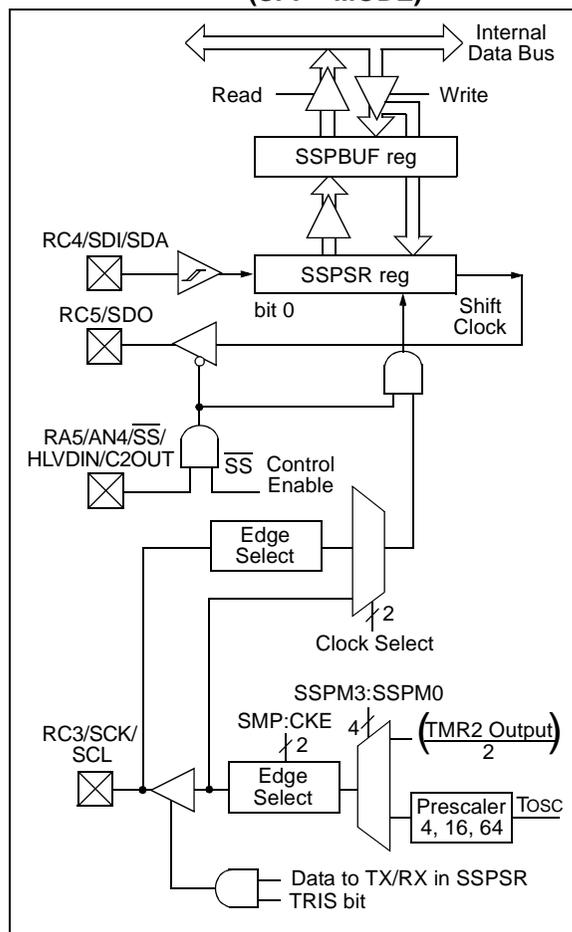 Internal
Data Bus
Read
Write
SSPBUF reg
RC4/SDI/SDA
SSPSR reg
bit 0
Shift
Clock
RC5/SDO
RA5/AN4/SS/
HLVDIN/C2OUT
SS
Control
Enable
Edge
Select
2
Clock Select
SSPM3:SSPM0
SMP:CKE
4
(TMR2 Output)
2
RC3/SCK/
SCL
2
Edge
Select
Prescaler
4, 16, 64
TOSC
Data to TX/RX in SSPSR
TRIS bit